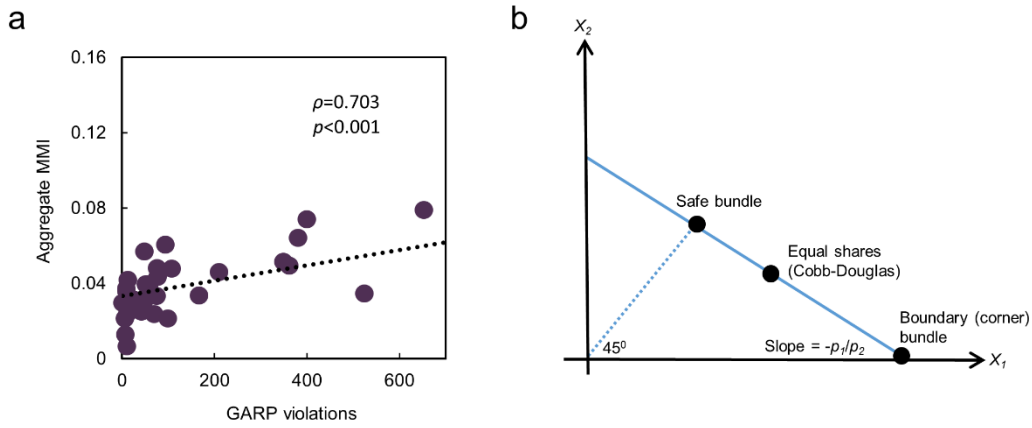 a
0.16
0.12
0.08
0.04
0
Aggregate MMI
ρ=0.703
p<0.001
0
200
400
600
GARP violations
b
X2
Safe bundle
Equal shares
(Cobb-Douglas)
Boundary (corner)
bundle
45⁰
Slope = -p1/p2
X1